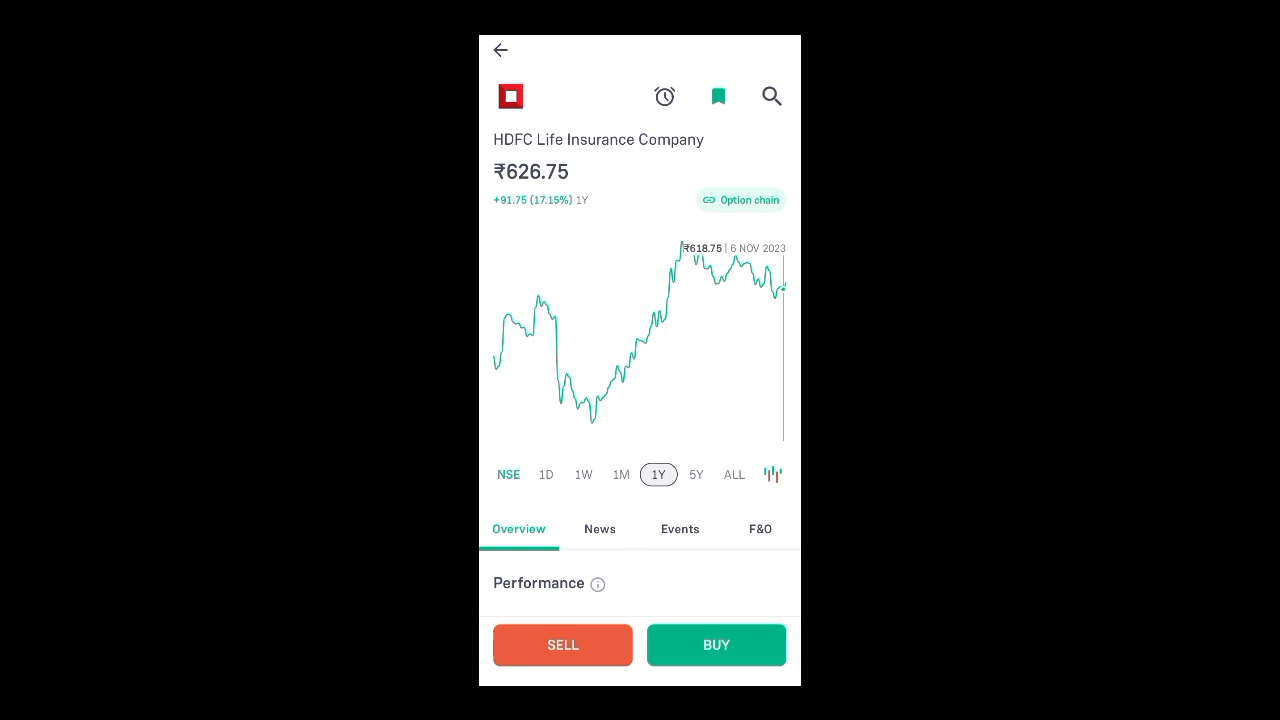 HDFC Life Insurance Company
₹626.75
+91.75 (17.15%) 1Y
Option chain
₹618.75 | 6 NOV 2023
NSE 1D 1W 1M 1Y 5Y ALL
Overview News Events F&O
Performance
SELL BUY